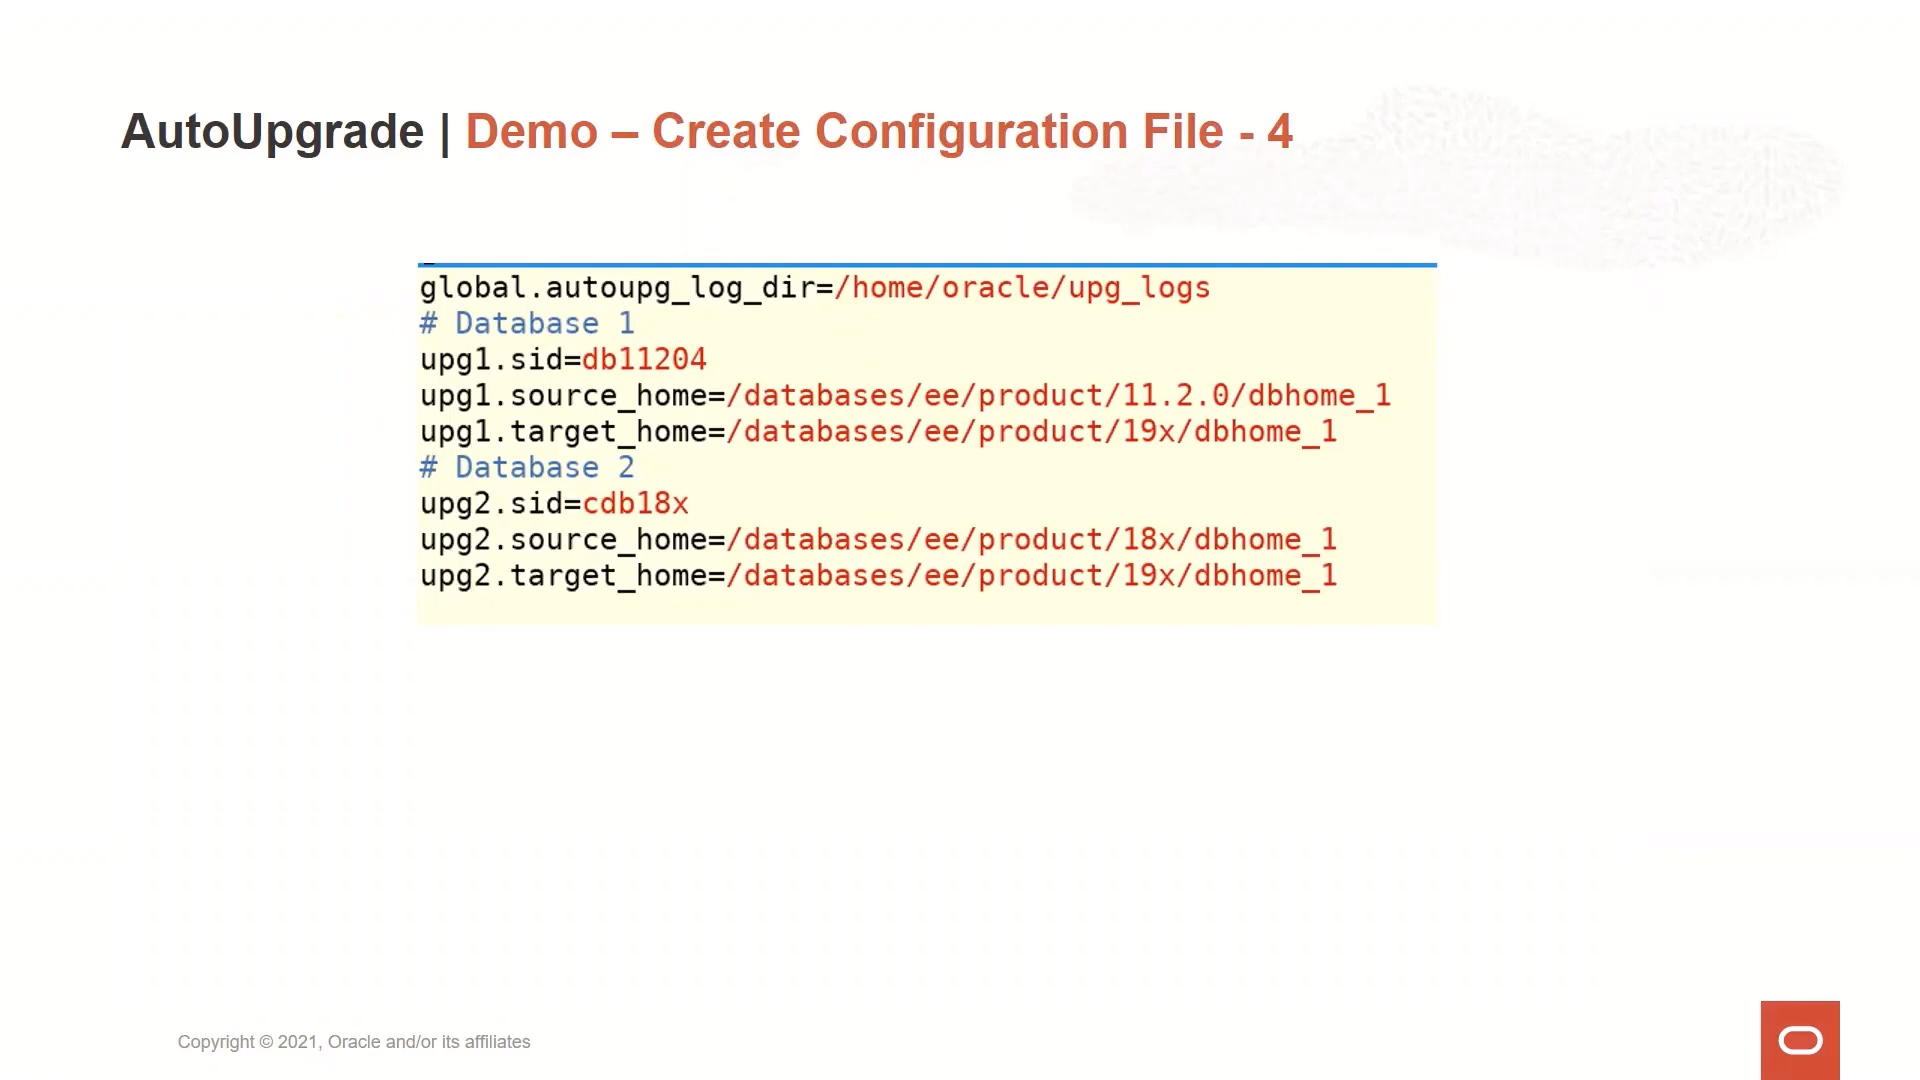 AutoUpgrade | Demo – Create Configuration File - 4
global.autoupg_log_dir=/home/oracle/upg_logs
# Database 1
upg1.sid=db11204
upg1.source_home=/databases/ee/product/11.2.0/dbhome_1
upg1.target_home=/databases/ee/product/19x/dbhome_1
# Database 2
upg2.sid=cdb18x
upg2.source_home=/databases/ee/product/18x/dbhome_1
upg2.target_home=/databases/ee/product/19x/dbhome_1
Copyright © 2021, Oracle and/or its affiliates